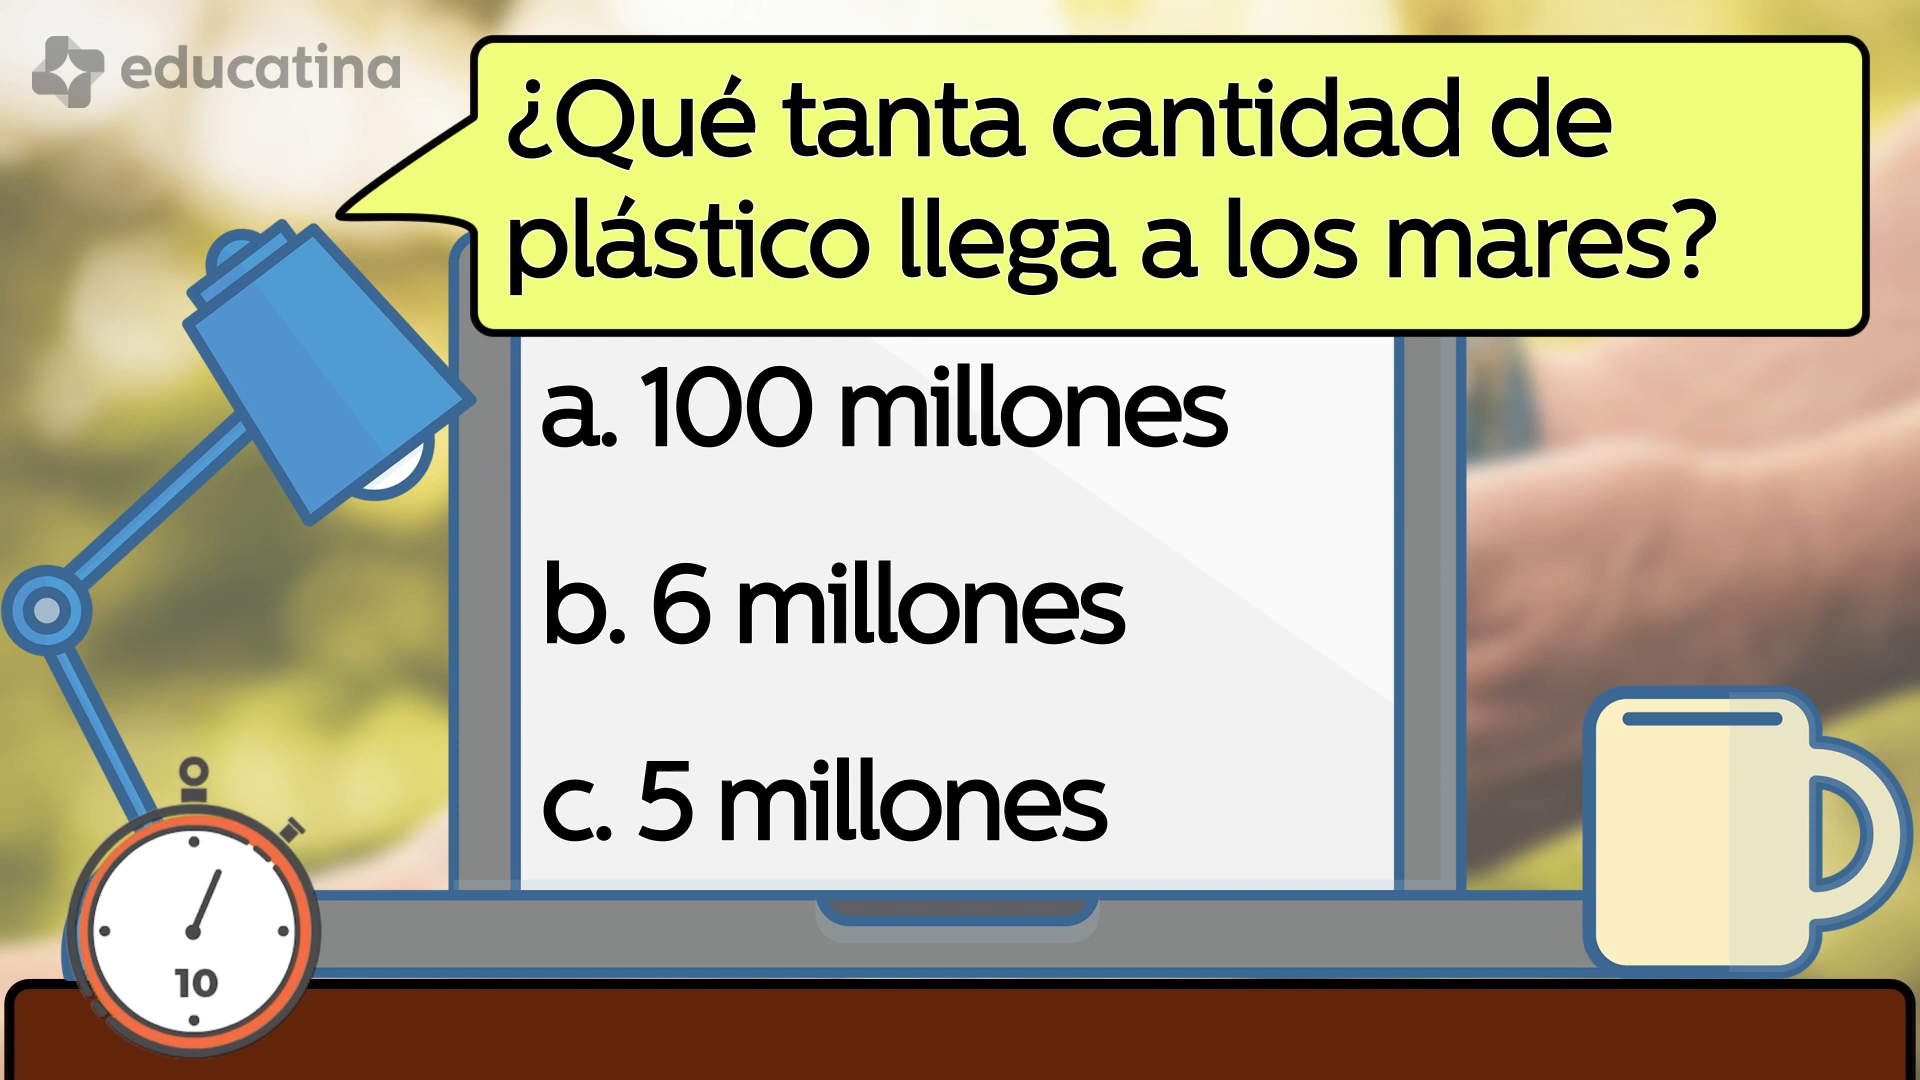 educatina
¿Qué tanta cantidad de
plástico llega a los mares?
a. 100 millones
b. 6 millones
c. 5 millones
10